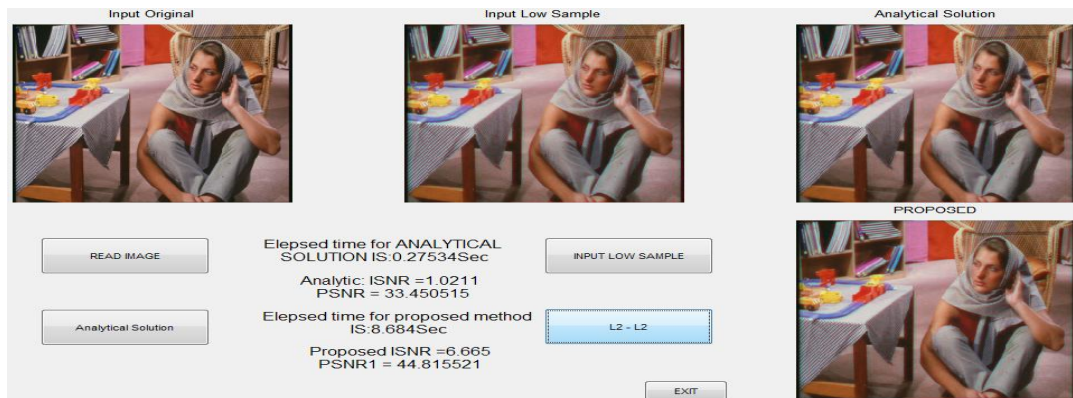 Input Original
Input Low Sample
Analytical Solution
PROPOSED
READ IMAGE
Elepsed time for ANALYTICAL
SOLUTION IS:0.27534Sec
INPUT LOW SAMPLE
Analytic: ISNR =1.0211
PSNR = 33.450515
Analytical Solution
Elepsed time for proposed method
IS:8.684Sec
L2 - L2
Proposed ISNR =6.665
PSNR1 = 44.815521
EXIT